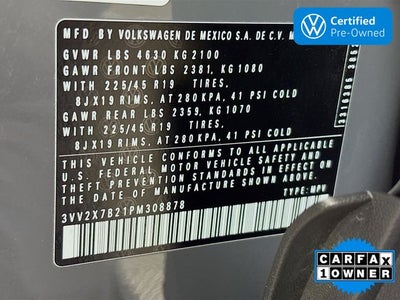 Certified
Pre-Owned
MFD BY VOLKSWAGEN DE MEXICO S.A. DE C.V.
GVWR LBS 4630 KG 2100
GAWR FRONT LBS 2381, KG 1080
WITH 225/45 R19 TIRES,
8JX19 RIMS, AT 280 KPA, 41 PSI COLD
GAWR REAR LBS 2359, KG 1070
WITH 225/45 R19 TIRES,
8JX19 RIMS, AT 280 KPA, 41 PSI COLD
THIS VEHICLE CONFORMS TO ALL APPLICABLE
U.S. FEDERAL MOTOR VEHICLE SAFETY AND
THEFT PREVENTION STANDARDS IN EFFECT
ON THE DATE OF MANUFACTURE SHOWN ABOVE
3VV2X7B21PM308878
TYPE: MPV
CARFAX
1 OWNER